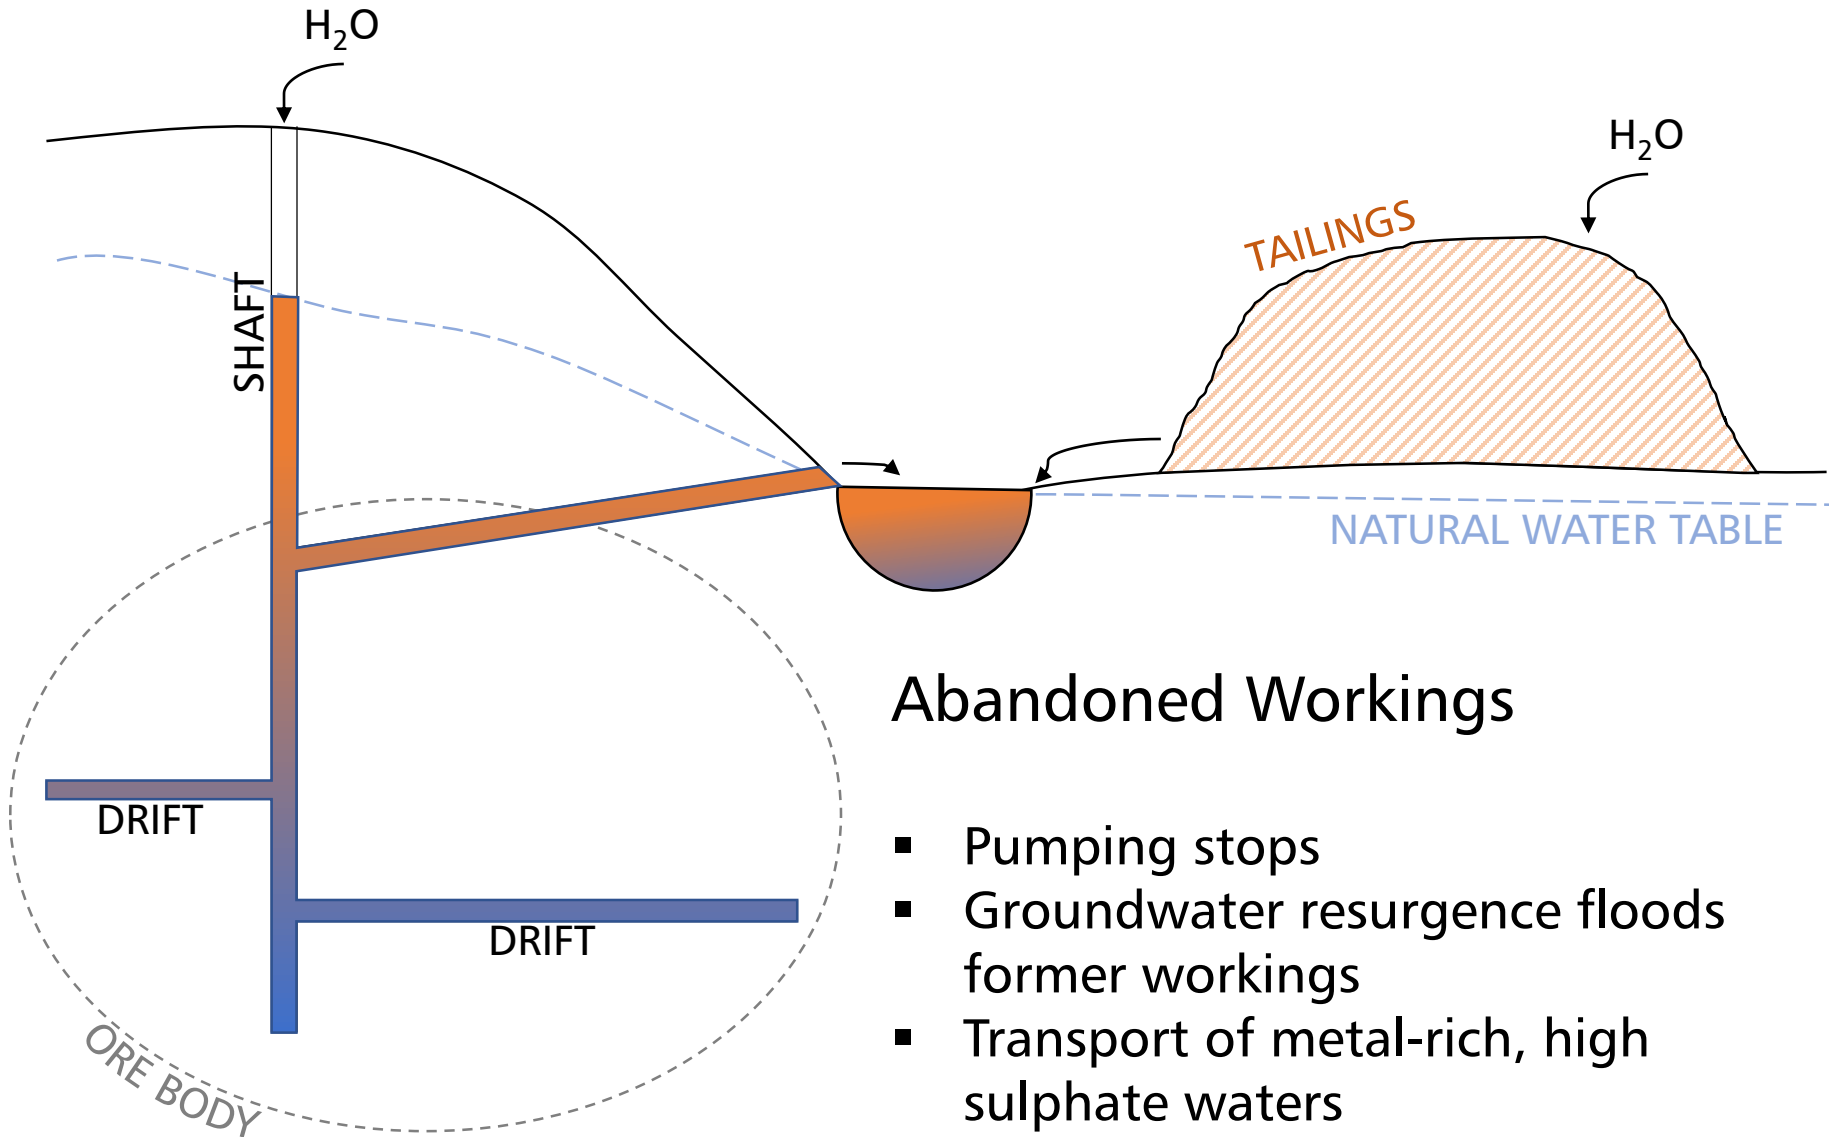 H₂O
H₂O
TAILINGS
SHAFT
NATURAL WATER TABLE
Abandoned Workings
DRIFT
▪ Pumping stops
▪ Groundwater resurgence floods
former workings
DRIFT
▪ Transport of metal-rich, high
sulphate waters
ORE BODY